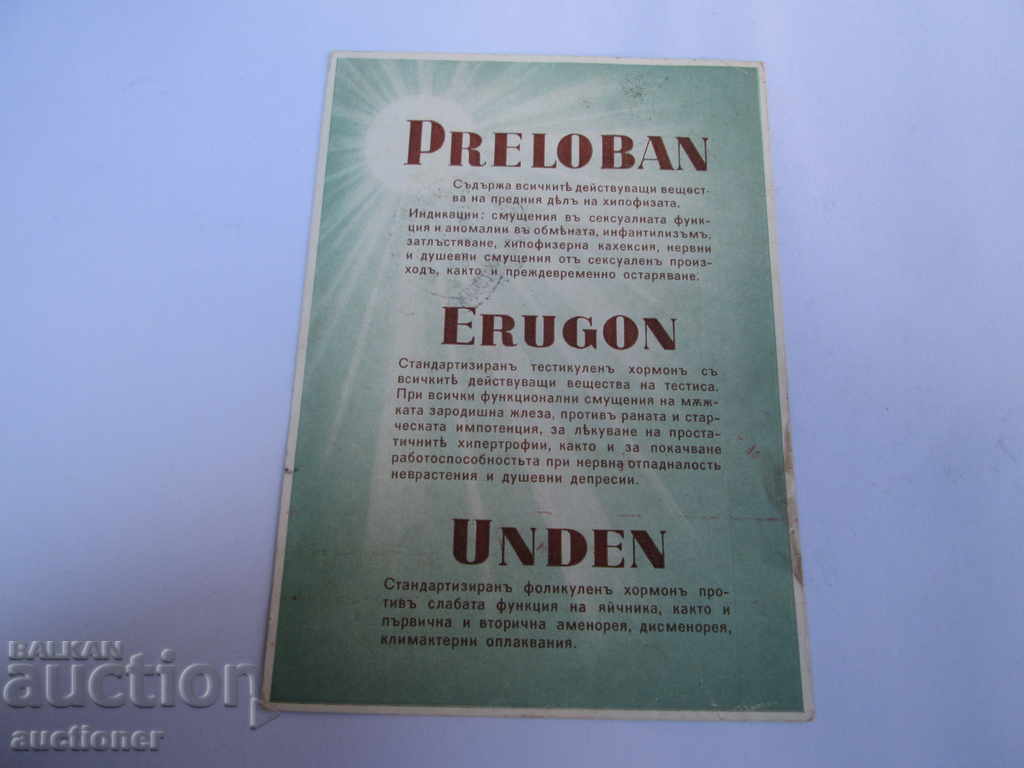 PRELOBAN
Съдържа всичкитѣ действуващи вещест-
ва на предния дѣлъ на хипофизата.
Индикации: смущения въ сексуалната функ-
ция и аномалии въ обмѣната, инфантилизъмъ,
затлъстяване, хипофизерна кахексия, нервни
и душевни смущения отъ сексуаленъ произ-
ходъ, както и преждевременно остаряване.
ERUGON
Стандартизиранъ тестикуленъ хормонъ съ
всичкитѣ действуващи вещества на тестиса.
При всички функционални смущения на мѫж-
ката зародишна жлеза, противъ раната и стар-
ческата импотенция, за лѣкуване на проста-
тичнитѣ хипертрофии, както и за покачване
работоспособностьта при нервна отпадналость
неврастения и душевни депресии.
UNDEN
Стандартизиранъ фоликуленъ хормонъ про-
тивъ слабата функция на яйчника, както и
първична и вторична аменорея, дисменорея,
климактерни оплаквания.
BALKAN
auction
auctioner